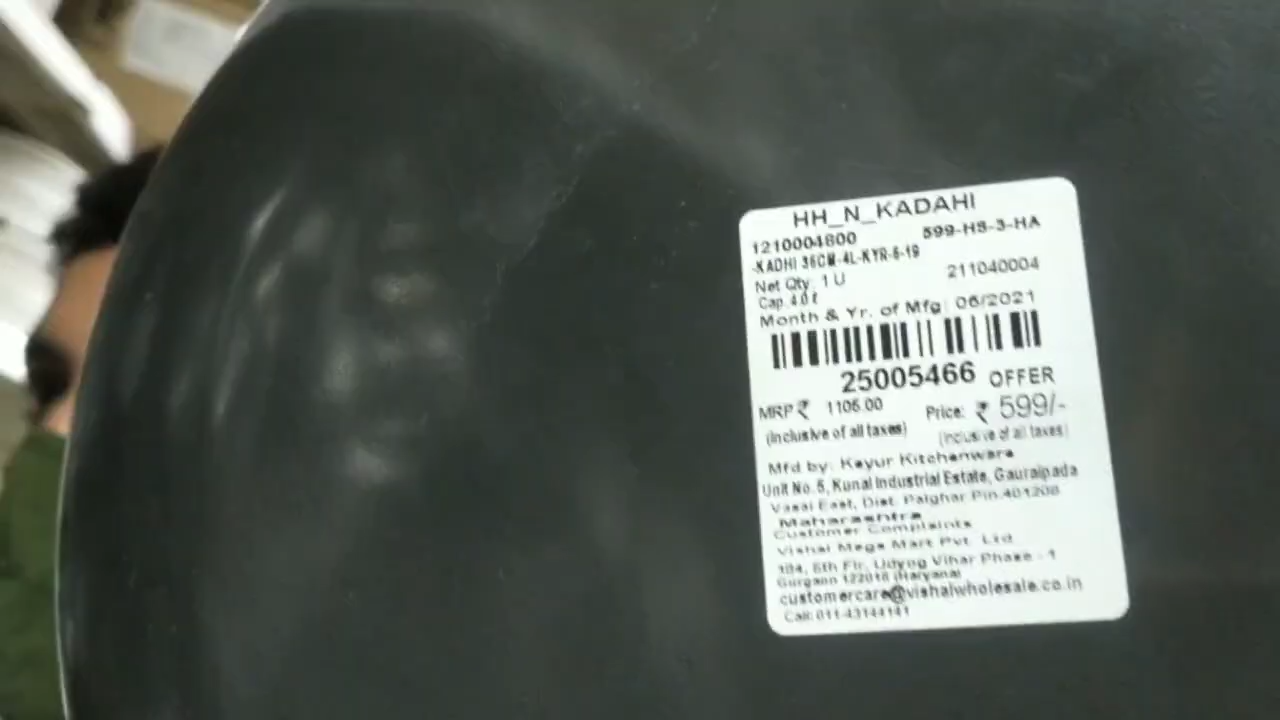 HH_N_KADAHI
1210004800 599-HS-3-HA
-KADHI 36CM-4L-KYR-6-19
Net Qty: 1 U 211040004
Cap. 4.0 ℓ
Month & Yr. of Mfg: 06/2021
25005466 OFFER
MRP ₹ 1106.00 Price: ₹ 599/-
(inclusive of all taxes) (inclusive of all taxes)
Mfd by: Keyur Kitchenware
Unit No. 5, Kunal Industrial Estate, Gauraipada
Vasai East, Dist. Palghar Pin.401208
Maharashtra
Customer Complaints
Vishal Mega Mart Pvt. Ltd.
184, 5th Flr, Udyog Vihar Phase - 1
Gurgaon 122016 (Haryana)
customercare@vishalwholesale.co.in
Call: 011-43144141